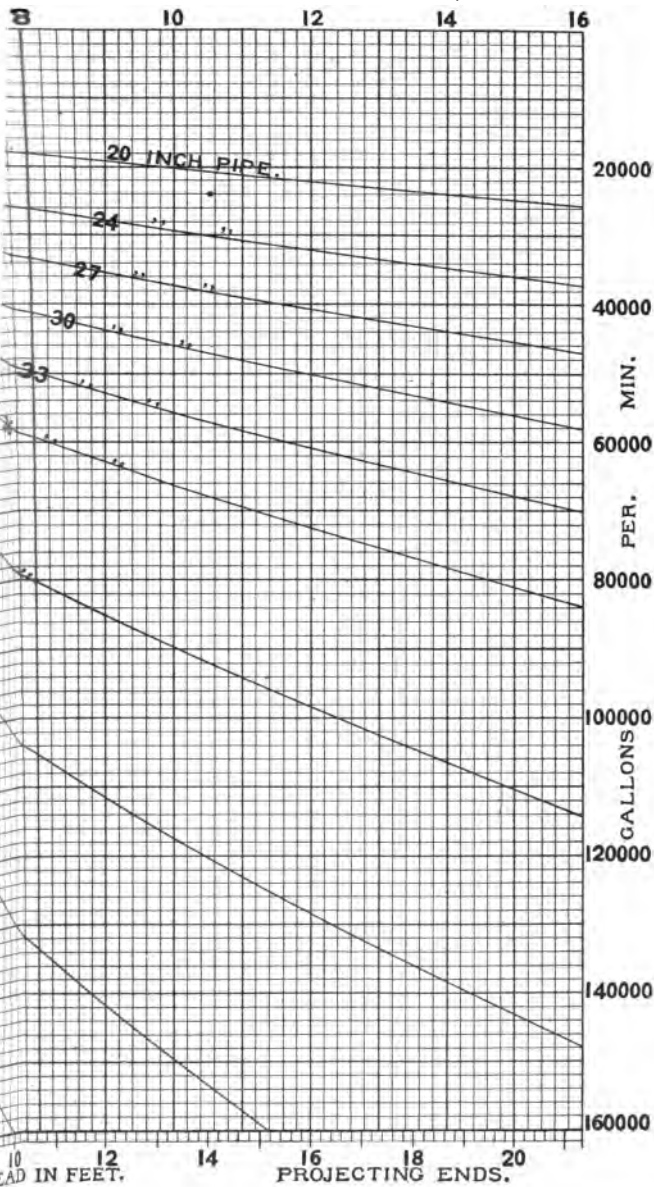 8 10 12 14 16
20 INCH PIPE.
20000
24 " "
27 " "
40000
30 " "
MIN.
33 " "
" "
60000
PER.
"
80000
100000
GALLONS
120000
140000
160000
10 12 14 16 18 20
EAD IN FEET. PROJECTING ENDS.